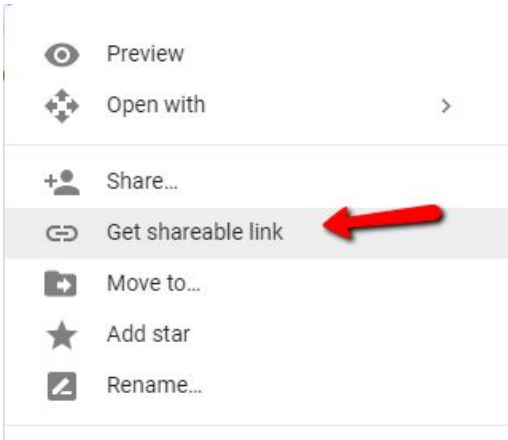 Preview
Open with
Share...
Get shareable link
Move to...
Add star
Rename...